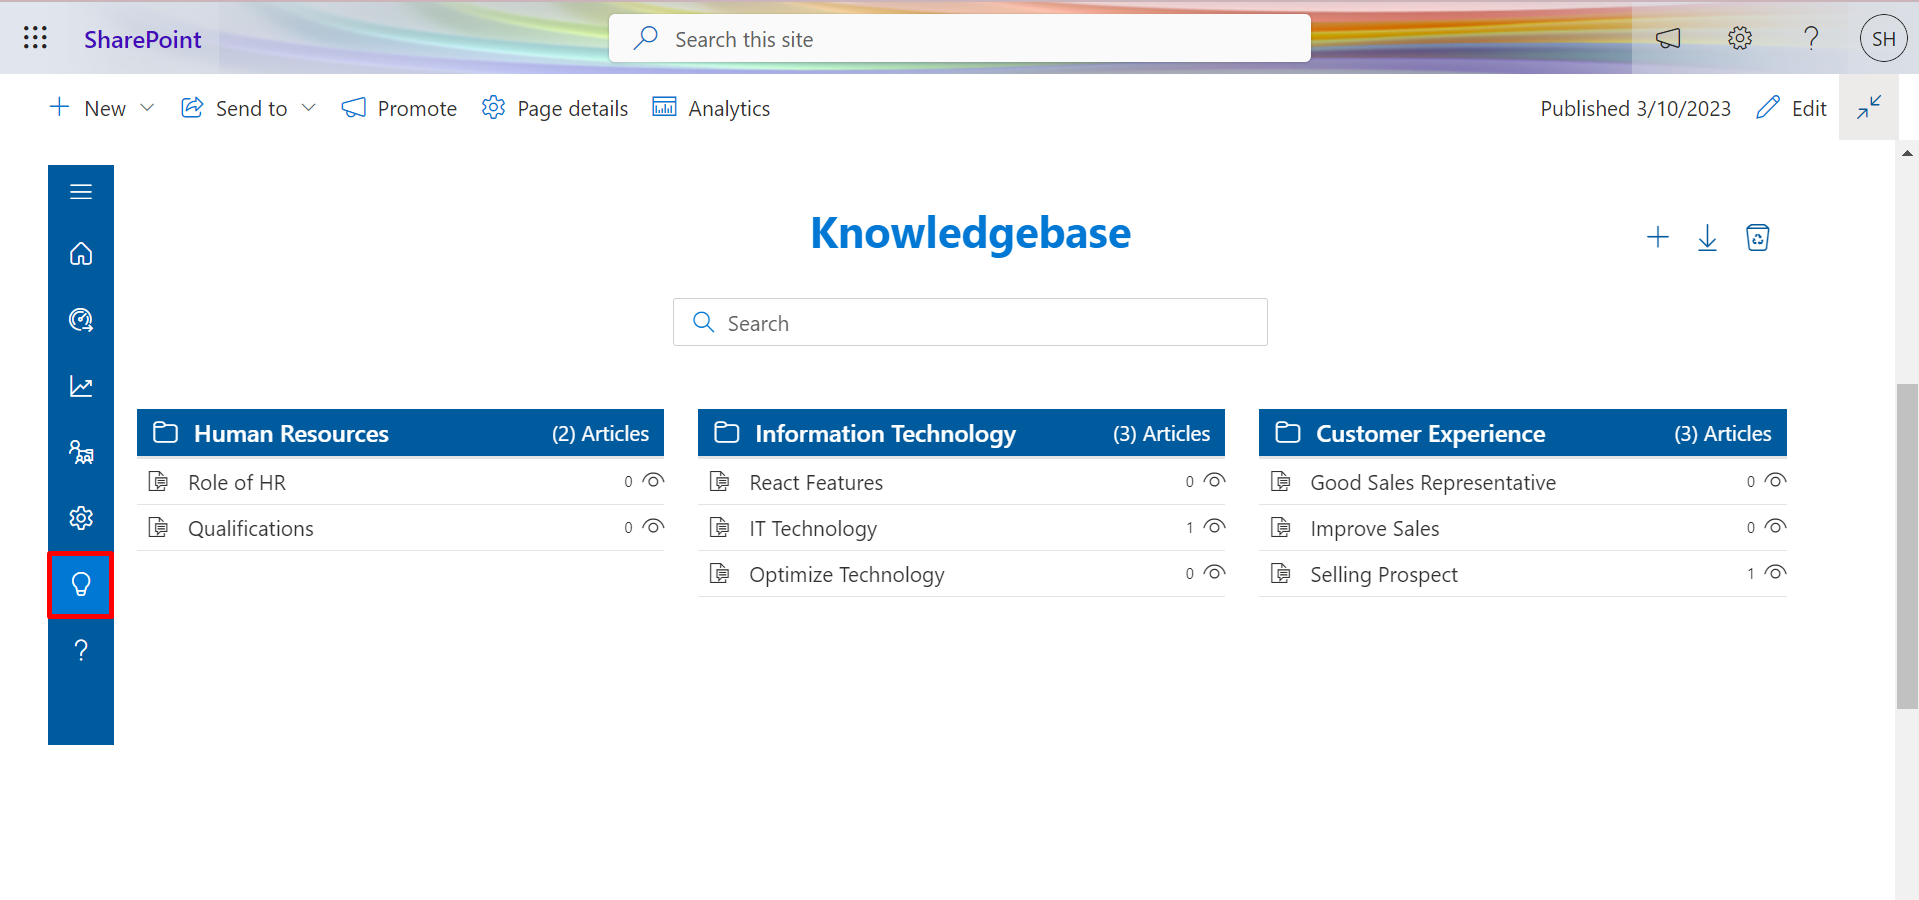 SharePoint
Search this site
SH
New
Send to
Promote
Page details
Analytics
Published 3/10/2023
Edit
Knowledgebase
Search
Human Resources (2) Articles
Role of HR 0
Qualifications 0
Information Technology (3) Articles
React Features 0
IT Technology 1
Optimize Technology 0
Customer Experience (3) Articles
Good Sales Representative 0
Improve Sales 0
Selling Prospect 1